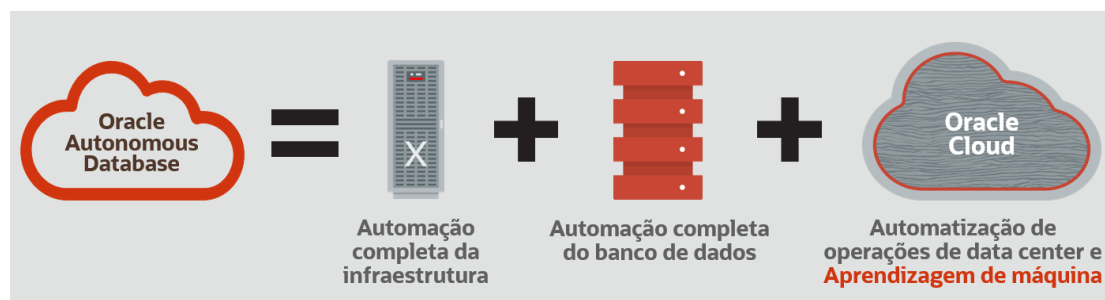 Oracle
Autonomous
Database
X
Oracle
Cloud
Automação
completa da
infraestrutura
Automação completa
do banco de dados
Automatização de
operações de data center e
Aprendizagem de máquina